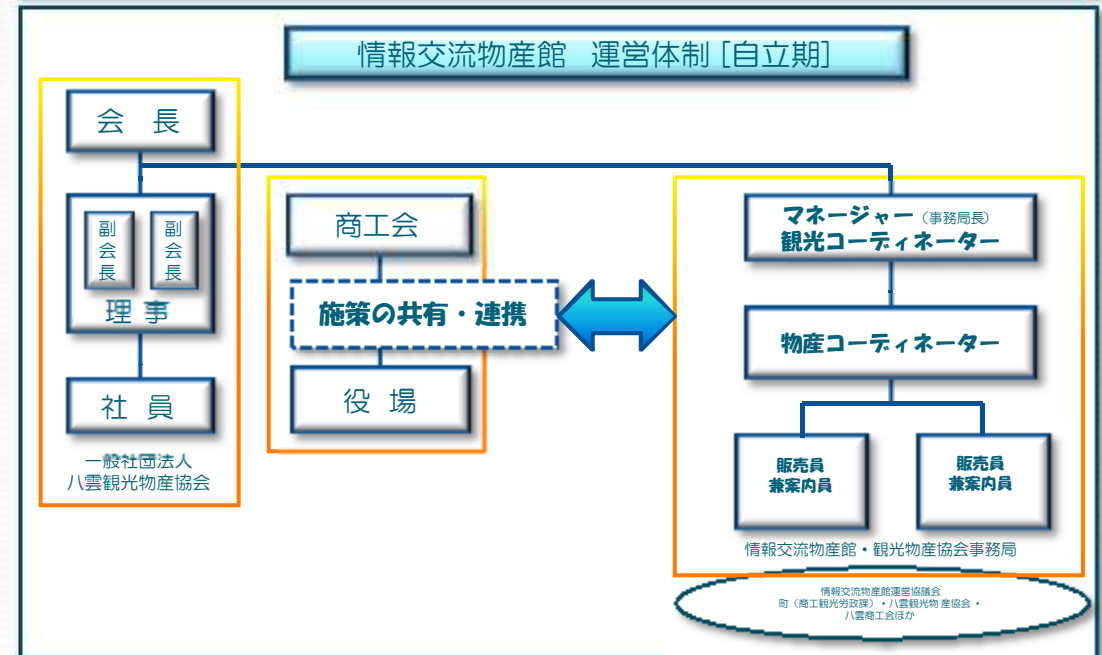 情報交流物産館 運営体制 [自立期]
会 長
副会長
副会長
理 事
社 員
一般社団法人
八雲観光物産協会
商工会
施策の共有・連携
役 場
マネージャー（事務局長）
観光コーディネーター
物産コーディネーター
販売員
兼案内員
販売員
兼案内員
情報交流物産館・観光物産協会事務局
情報交流物産館運営協議会
町（商工観光労政課）・八雲観光物 産協会・
八雲商工会ほか